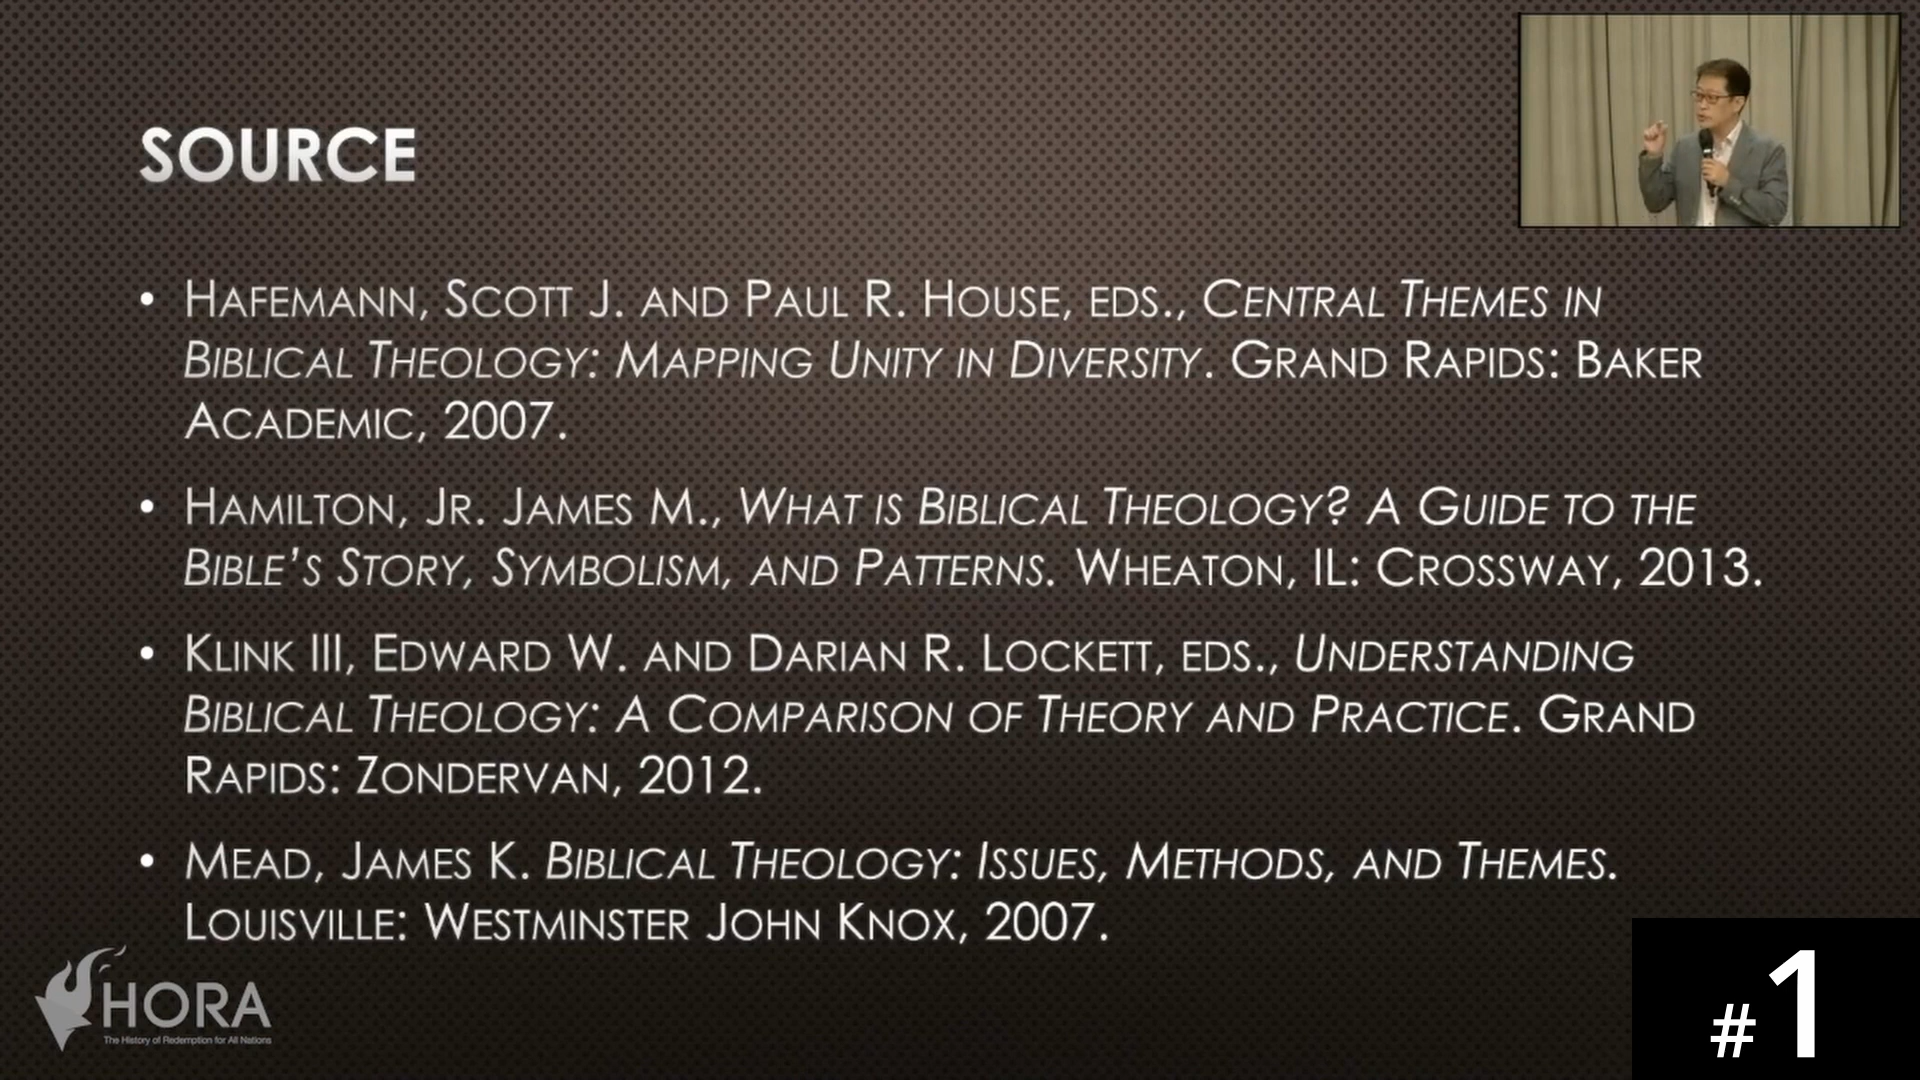 SOURCE
• HAFEMANN, SCOTT J. AND PAUL R. HOUSE, EDS., CENTRAL THEMES IN
BIBLICAL THEOLOGY: MAPPING UNITY IN DIVERSITY. GRAND RAPIDS: BAKER
ACADEMIC, 2007.
• HAMILTON, JR. JAMES M., WHAT IS BIBLICAL THEOLOGY? A GUIDE TO THE
BIBLE’S STORY, SYMBOLISM, AND PATTERNS. WHEATON, IL: CROSSWAY, 2013.
• KLINK III, EDWARD W. AND DARIAN R. LOCKETT, EDS., UNDERSTANDING
BIBLICAL THEOLOGY: A COMPARISON OF THEORY AND PRACTICE. GRAND
RAPIDS: ZONDERVAN, 2012.
• MEAD, JAMES K. BIBLICAL THEOLOGY: ISSUES, METHODS, AND THEMES.
LOUISVILLE: WESTMINSTER JOHN KNOX, 2007.
HORA
The History of Redemption for All Nations
#1